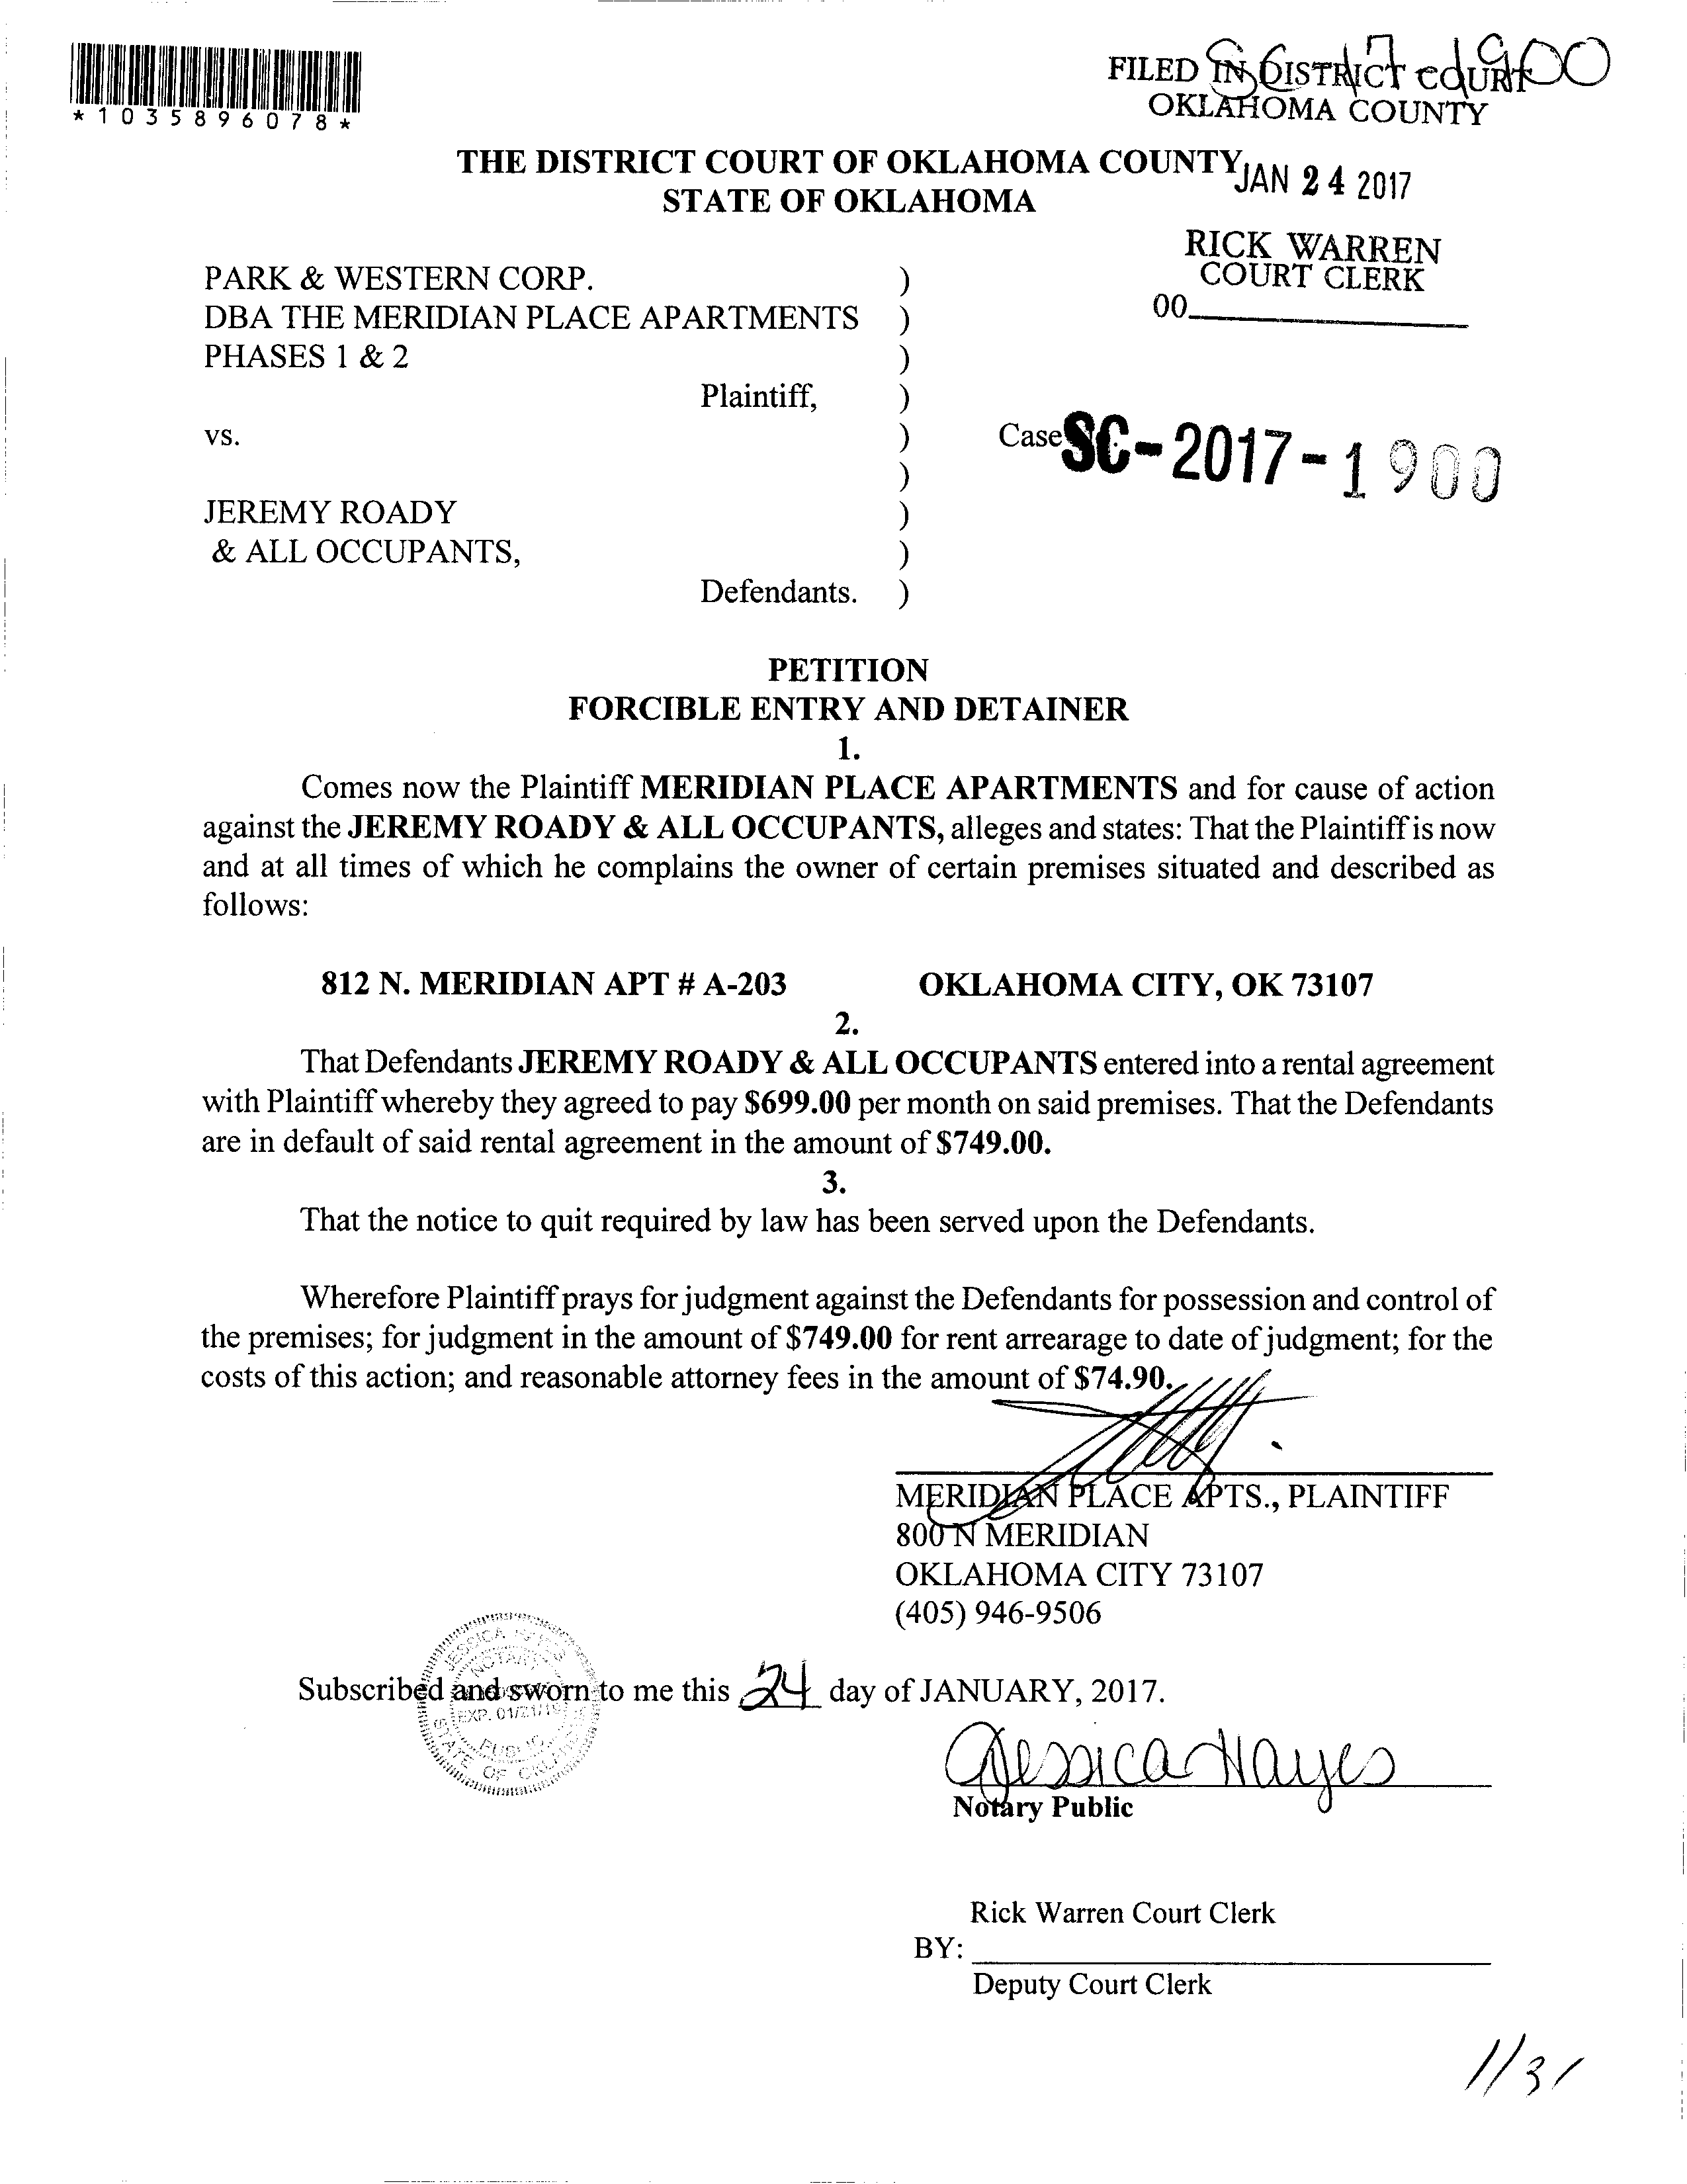 *1035896078*
FILED IN DISTRICT COURT
OKLAHOMA COUNTY
THE DISTRICT COURT OF OKLAHOMA COUNTY
STATE OF OKLAHOMA
JAN 24 2017
RICK WARREN
COURT CLERK
00
PARK & WESTERN CORP. )
DBA THE MERIDIAN PLACE APARTMENTS )
PHASES 1 & 2 )
Plaintiff, )
vs. )
)
Case SC-2017-1900
JEREMY ROADY )
& ALL OCCUPANTS, )
Defendants. )
PETITION
FORCIBLE ENTRY AND DETAINER
1.
Comes now the Plaintiff MERIDIAN PLACE APARTMENTS and for cause of action
against the JEREMY ROADY & ALL OCCUPANTS, alleges and states: That the Plaintiff is now
and at all times of which he complains the owner of certain premises situated and described as
follows:
812 N. MERIDIAN APT # A-203 OKLAHOMA CITY, OK 73107
2.
That Defendants JEREMY ROADY & ALL OCCUPANTS entered into a rental agreement
with Plaintiff whereby they agreed to pay $699.00 per month on said premises. That the Defendants
are in default of said rental agreement in the amount of $749.00.
3.
That the notice to quit required by law has been served upon the Defendants.
Wherefore Plaintiff prays for judgment against the Defendants for possession and control of
the premises; for judgment in the amount of $749.00 for rent arrearage to date of judgment; for the
costs of this action; and reasonable attorney fees in the amount of $74.90.
MERIDIAN PLACE APTS., PLAINTIFF
800 N MERIDIAN
OKLAHOMA CITY 73107
(405) 946-9506
Subscribed and sworn to me this 24 day of JANUARY, 2017.
JESSICA
NOTARY
EXP. 01/21/19
PUBLIC
STATE OF OKLAHOMA
Jessica Hayes
Notary Public
Rick Warren Court Clerk
BY:
Deputy Court Clerk
1/31